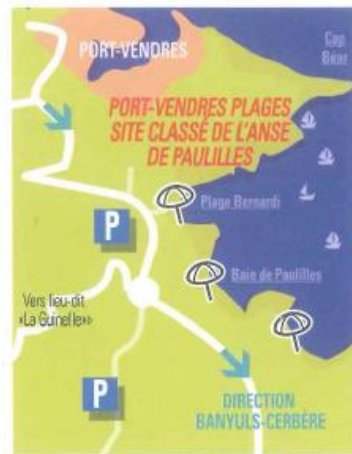 PORT-VENDRES
Cap
Béar
PORT-VENDRES PLAGES
SITE CLASSÉ DE L'ANSE
DE PAULILLES
Plage Bernardi
P
Baie de Paulilles
Vers lieu-dit
«La Guinelle»»
P
DIRECTION
BANYULS-CERBÈRE